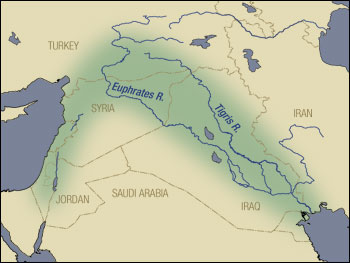 TURKEY
Euphrates R.
SYRIA
Tigris R.
IRAN
JORDAN
SAUDI ARABIA
IRAQ